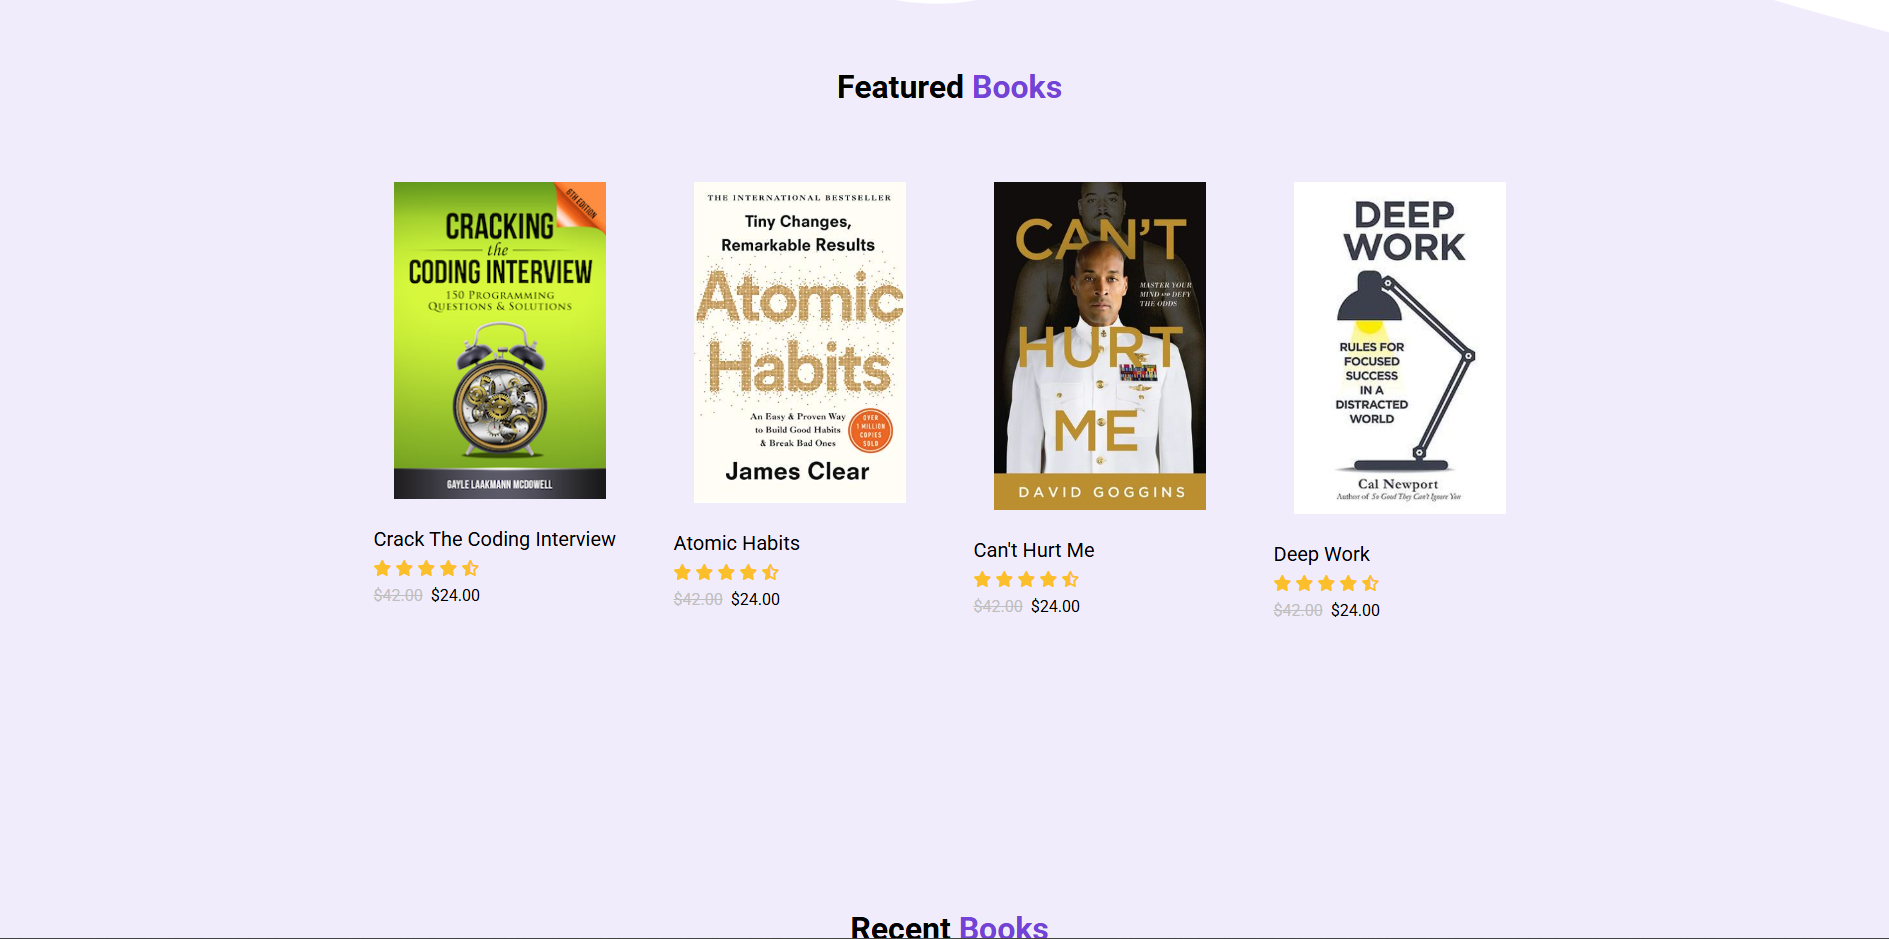 Featured Books
6TH EDITION
CRACKING
the
CODING INTERVIEW
150 PROGRAMMING
QUESTIONS & SOLUTIONS
GAYLE LAAKMANN MCDOWELL
Crack The Coding Interview
$42.00 $24.00
THE INTERNATIONAL BESTSELLER
Tiny Changes,
Remarkable Results
Atomic
Habits
An Easy & Proven Way
to Build Good Habits
& Break Bad Ones
OVER
1 MILLION
COPIES
SOLD
James Clear
Atomic Habits
$42.00 $24.00
CAN'T
MASTER YOUR
MIND AND DEFY
THE ODDS
HURT
ME
DAVID GOGGINS
Can't Hurt Me
$42.00 $24.00
DEEP
WORK
RULES FOR
FOCUSED
SUCCESS
IN A
DISTRACTED
WORLD
Cal Newport
Author of So Good They Can't Ignore You
Deep Work
$42.00 $24.00
Recent Books